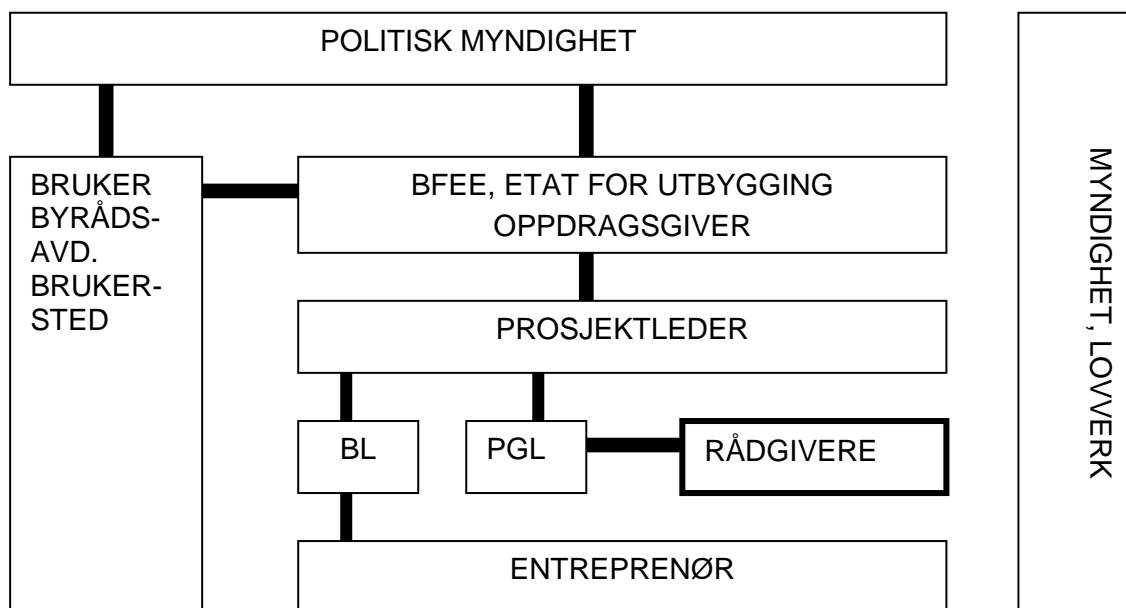 POLITISK MYNDIGHET
BRUKER
BYRÅDS-
AVD.
BRUKER-
STED
BFEE, ETAT FOR UTBYGGING
OPPDRAGSGIVER
PROSJEKTLEDER
BL
PGL
RÅDGIVERE
ENTREPRENØR
MYNDIGHET, LOVVERK